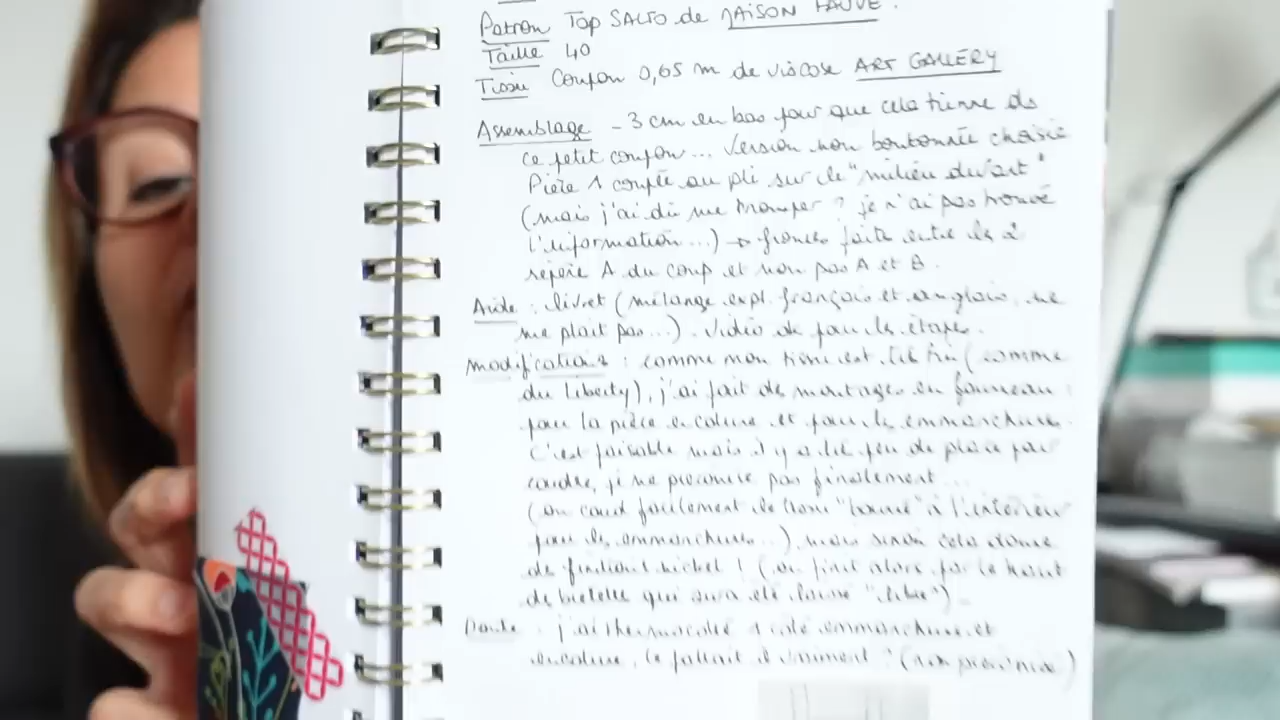 Patron Top SALTO de MAISON FAUVE.
Taille 40
Tissu Coupon 0,65 m de viscose ART GALLERY
Assemblage - 3 cm en bas pour que cela tienne ds
ce petit coupon... Version non boutonnée choisie
Pièce 1 coupée au pli sur le "milieu devant"
(mais j'ai dû me tromper ? je n'ai pas trouvé
l'information...) → fronces faites entre les 2
repère A du coup et non pas A et B.
Aide : livret (mélange expl. français et anglais, ne
me plait pas...). Vidéo de pour les étapes.
Modifications : comme mon tissu est très fin (comme
du liberty), j'ai fait des montages en fourreau :
pour la pièce encolure et pour les emmanchures.
C'est faisable mais il y a très peu de place pour
coudre, je ne préconise pas finalement...
(on coud facilement le tissu "bourré" à l'intérieur
pour les emmanchures...) mais sinon cela donne
des finitions nickel ! (on finit alors par le haut
de bretelle qui aura été laissé "libre")
Doute : j'ai thermocollé emmanchure et
encolure, le fallait il vraiment ? (non préconisé)